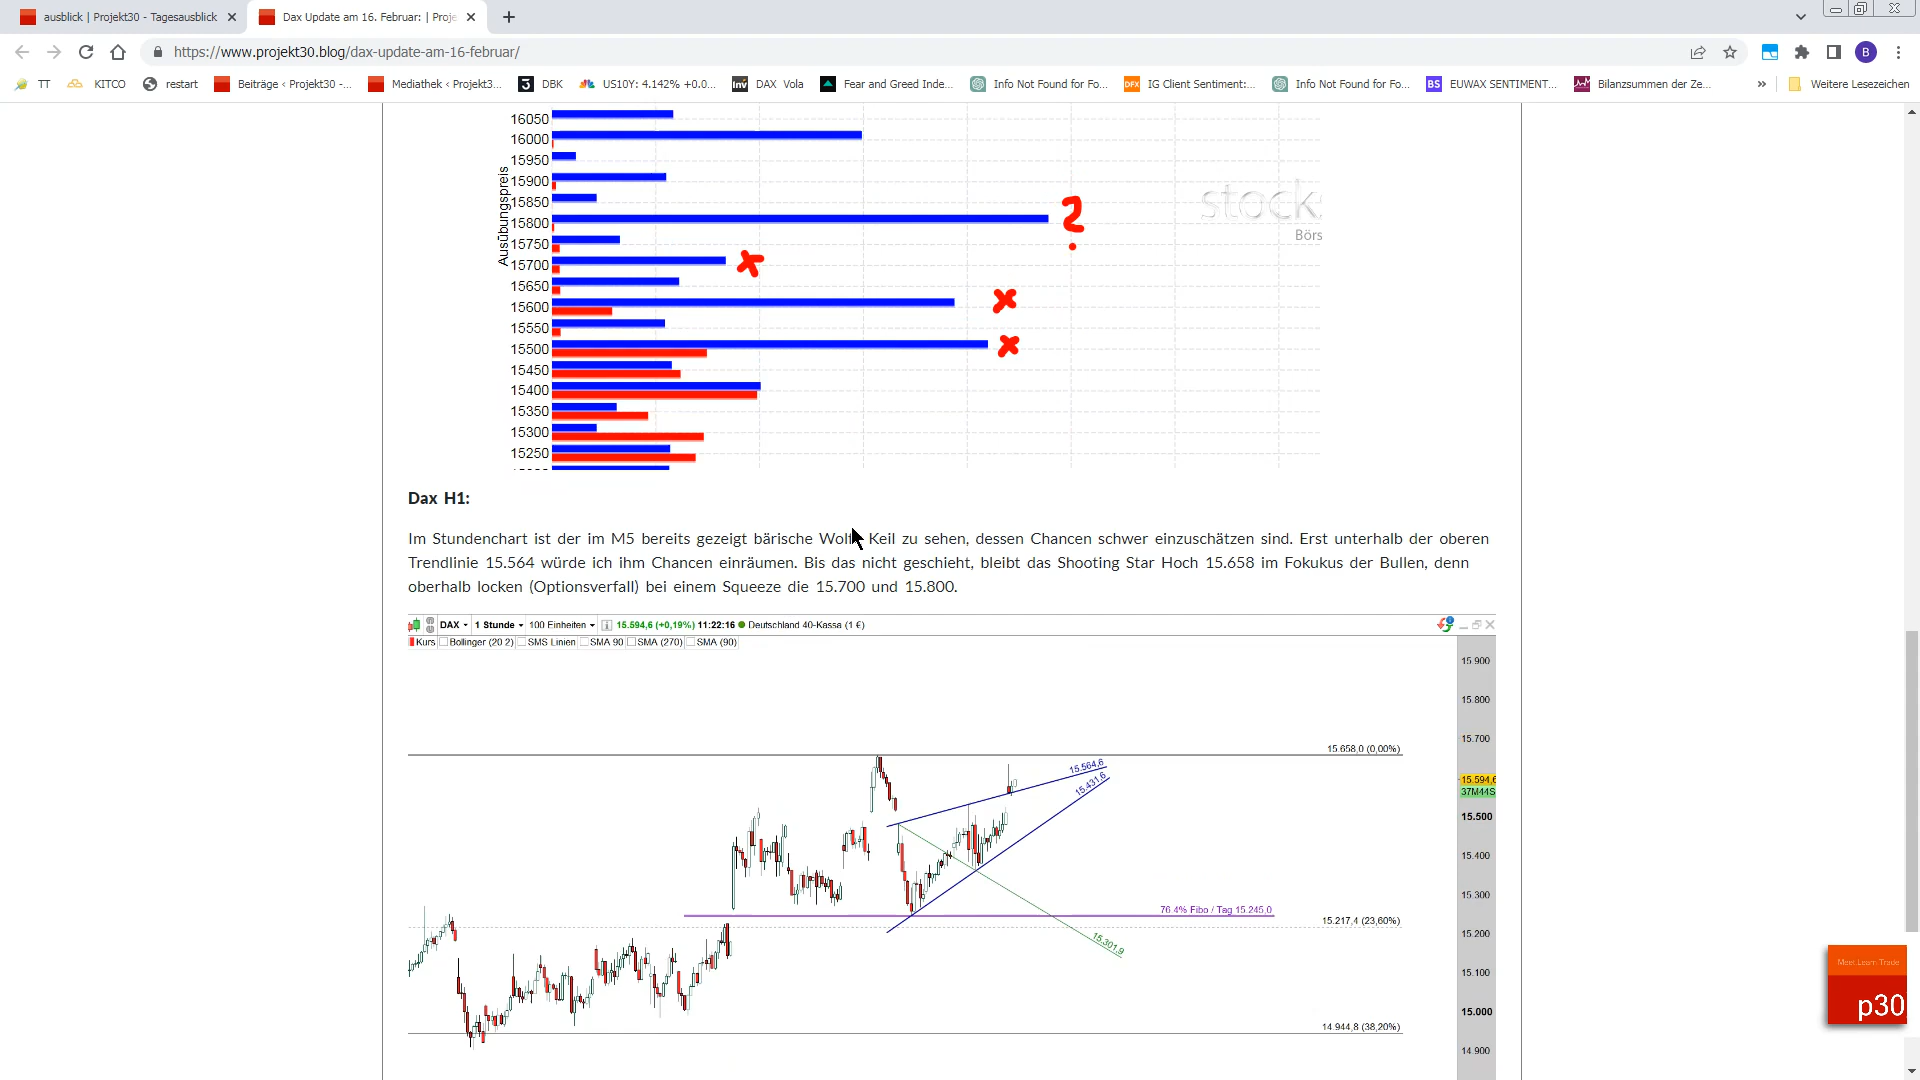 ausblick | Projekt30 - Tagesausblick
Dax Update am 16. Februar: | Proje
https://www.projekt30.blog/dax-update-am-16-februar/
B
TT
KITCO
restart
Beiträge < Projekt30 -...
Mediathek < Projekt3...
DBK
US10Y: 4.142% +0.0...
inv
DAX Vola
Fear and Greed Inde...
Info Not Found for Fo...
DFX
IG Client Sentiment:...
Info Not Found for Fo...
BS
EUWAX SENTIMENT...
Bilanzsummen der Ze...
»
Weitere Lesezeichen
Ausübungspreis
16050
16000
15950
15900
15850
15800
15750
15700
15650
15600
15550
15500
15450
15400
15350
15300
15250
?
stock
Börs
Dax H1:
Im Stundenchart ist der im M5 bereits gezeigt bärische Wolfe Keil zu sehen, dessen Chancen schwer einzuschätzen sind. Erst unterhalb der oberen
Trendlinie 15.564 würde ich ihm Chancen einräumen. Bis das nicht geschieht, bleibt das Shooting Star Hoch 15.658 im Fokukus der Bullen, denn
oberhalb locken (Optionsverfall) bei einem Squeeze die 15.700 und 15.800.
DAX 1 Stunde 100 Einheiten 15.594,6 (+0,19%) 11:22:16 Deutschland 40-Kassa (1 €)
Kurs Bollinger (20 2) SMS Linien SMA 90 SMA (270) SMA (90)
15.900
15.800
15.700
15.658,0 (0,00%)
15.564,6
15.431,6
15.594,6
37M44S
15.500
15.400
15.300
76.4% Fibo / Tag 15.245,0
15.217,4 (23,60%)
15.200
15.301,9
15.100
15.000
14.944,8 (38,20%)
14.900
Meet Learn Trade
p30